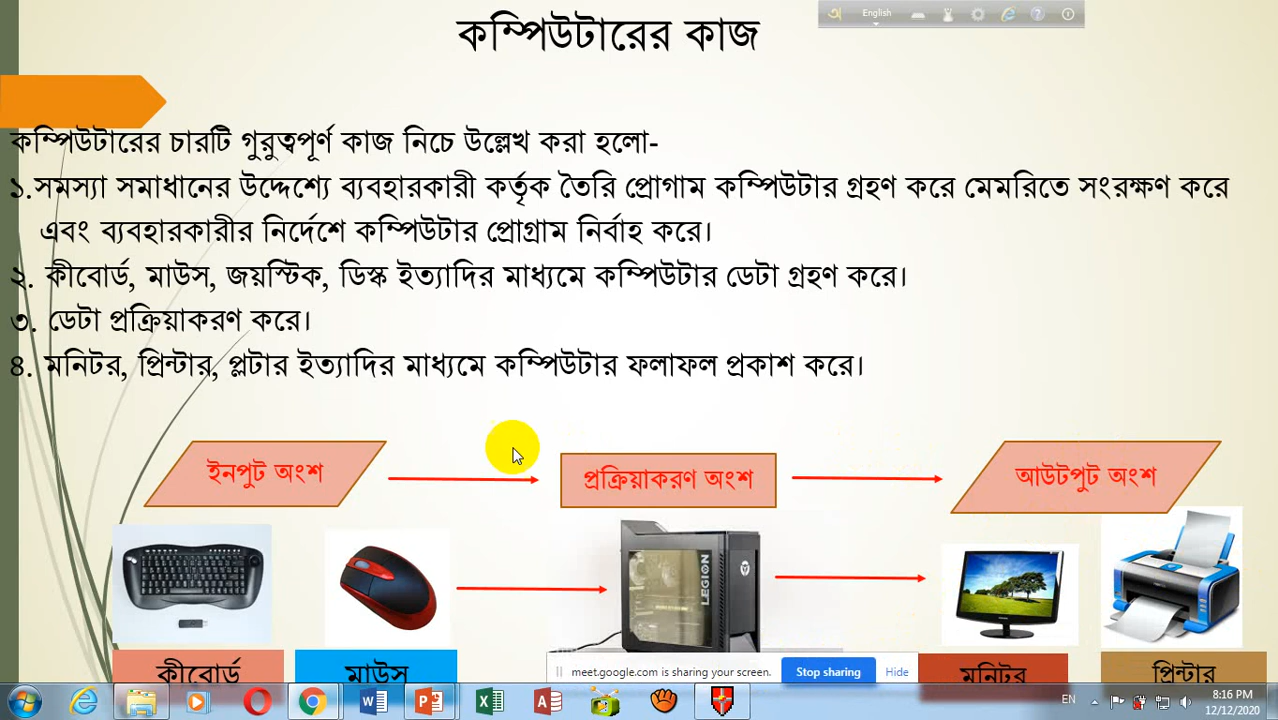 কম্পিউটারের কাজ
English
কম্পিউটারের চারটি গুরুত্বপূর্ণ কাজ নিচে উল্লেখ করা হলো-
১.সমস্যা সমাধানের উদ্দেশ্যে ব্যবহারকারী কর্তৃক তৈরি প্রোগাম কম্পিউটার গ্রহণ করে মেমরিতে সংরক্ষণ করে
এবং ব্যবহারকারীর নির্দেশে কম্পিউটার প্রোগ্রাম নির্বাহ করে।
২. কীবোর্ড, মাউস, জয়স্টিক, ডিস্ক ইত্যাদির মাধ্যমে কম্পিউটার ডেটা গ্রহণ করে।
৩. ডেটা প্রক্রিয়াকরণ করে।
৪. মনিটর, প্রিন্টার, প্লটার ইত্যাদির মাধ্যমে কম্পিউটার ফলাফল প্রকাশ করে।
ইনপুট অংশ
প্রক্রিয়াকরণ অংশ
আউটপুট অংশ
LEGION
কীবোর্ড
মাউস
meet.google.com is sharing your screen.
Stop sharing
Hide
মনিটর
প্রিন্টার
EN
8:16 PM
12/12/2020